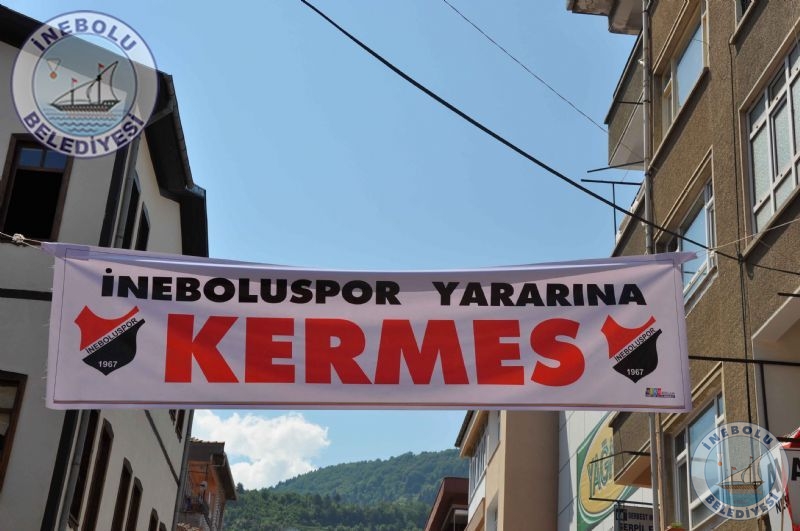 İNEBOLU
BELEDİYESİ
İNEBOLUSPOR YARARINA
KERMES
İNEBOLUSPOR
1967
İNEBOLUSPOR
1967
İNEBOLU
BELEDİYESİ